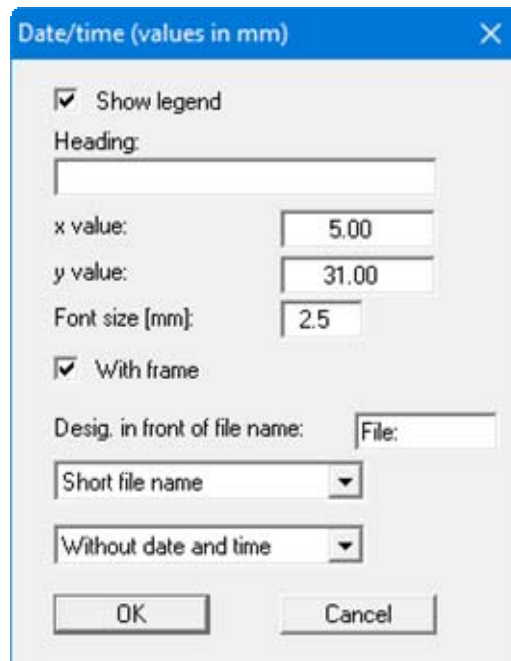 Date/time (values in mm)
Show legend
Heading:
x value: 5.00
y value: 31.00
Font size [mm]: 2.5
With frame
Desig. in front of file name: File:
Short file name
Without date and time
OK Cancel